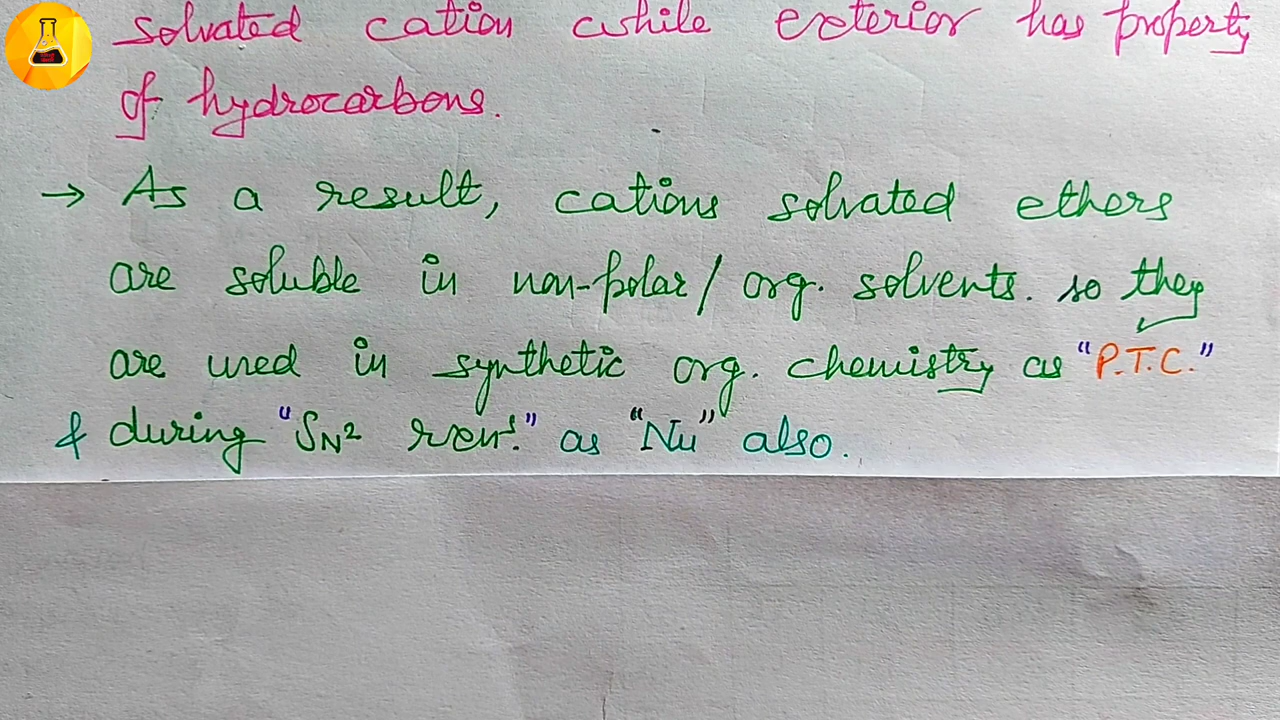 solvated cation while exterior has property
of hydrocarbons.
→ As a result, cations solvated ethers
are soluble in non-polar/ org. solvents. so they
are used in synthetic org. chemistry as "P.T.C."
& during "SN² rxns." as "Nu" also.